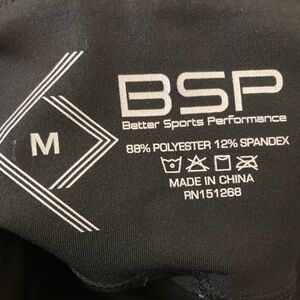 BSP
Better Sports Performance
M
88% POLYESTER 12% SPANDEX
MADE IN CHINA
RN151268